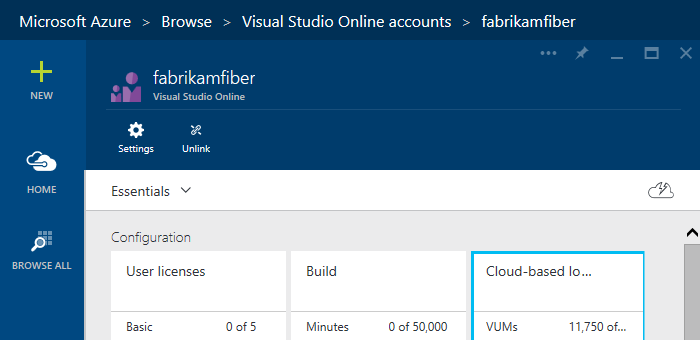 Microsoft Azure > Browse > Visual Studio Online accounts > fabrikamfiber
NEW
HOME
BROWSE ALL
fabrikamfiber
Visual Studio Online
Settings
Unlink
Essentials
Configuration
User licenses
Basic 0 of 5
Build
Minutes 0 of 50,000
Cloud-based lo...
VUMs 11,750 of...